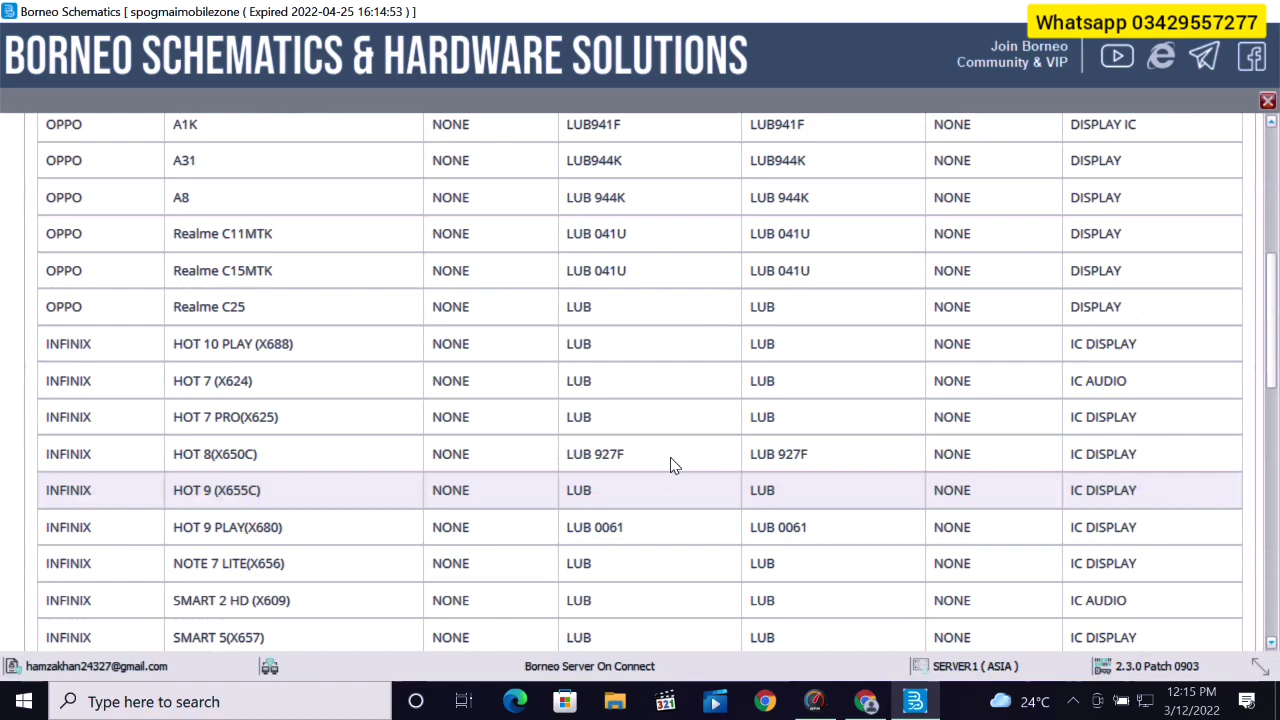 Borneo Schematics [ spogmaimobilezone ( Expired 2022-04-25 16:14:53 ) ]
Whatsapp 03429557277
BORNEO SCHEMATICS & HARDWARE SOLUTIONS
Join Borneo
Community & VIP
OPPO A1K NONE LUB941F LUB941F NONE DISPLAY IC
OPPO A31 NONE LUB944K LUB944K NONE DISPLAY
OPPO A8 NONE LUB 944K LUB 944K NONE DISPLAY
OPPO Realme C11MTK NONE LUB 041U LUB 041U NONE DISPLAY
OPPO Realme C15MTK NONE LUB 041U LUB 041U NONE DISPLAY
OPPO Realme C25 NONE LUB LUB NONE DISPLAY
INFINIX HOT 10 PLAY (X688) NONE LUB LUB NONE IC DISPLAY
INFINIX HOT 7 (X624) NONE LUB LUB NONE IC AUDIO
INFINIX HOT 7 PRO(X625) NONE LUB LUB NONE IC DISPLAY
INFINIX HOT 8(X650C) NONE LUB 927F LUB 927F NONE IC DISPLAY
INFINIX HOT 9 (X655C) NONE LUB LUB NONE IC DISPLAY
INFINIX HOT 9 PLAY(X680) NONE LUB 0061 LUB 0061 NONE IC DISPLAY
INFINIX NOTE 7 LITE(X656) NONE LUB LUB NONE IC DISPLAY
INFINIX SMART 2 HD (X609) NONE LUB LUB NONE IC AUDIO
INFINIX SMART 5(X657) NONE LUB LUB NONE IC DISPLAY
hamzakhan24327@gmail.com Borneo Server On Connect SERVER1 ( ASIA ) 2.3.0 Patch 0903
Type here to search 321 24°C 12:15 PM
3/12/2022